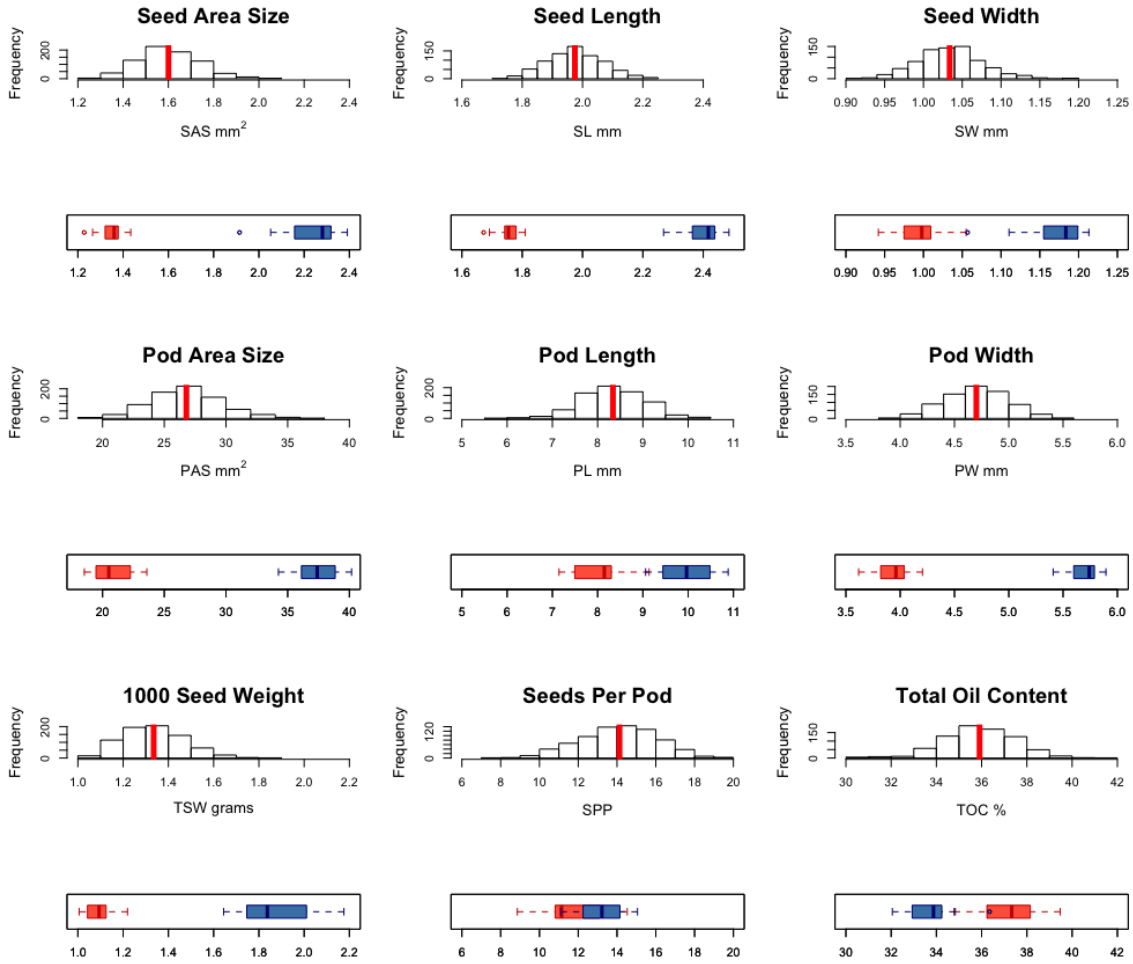 Seed Area Size
Frequency
0 200
1.2 1.4 1.6 1.8 2.0 2.2 2.4
SAS mm²
1.2 1.4 1.6 1.8 2.0 2.2 2.4
Seed Length
Frequency
0 150
1.6 1.8 2.0 2.2 2.4
SL mm
1.6 1.8 2.0 2.2 2.4
Seed Width
Frequency
0 150
0.90 0.95 1.00 1.05 1.10 1.15 1.20 1.25
SW mm
0.90 0.95 1.00 1.05 1.10 1.15 1.20 1.25
Pod Area Size
Frequency
0 200
20 25 30 35 40
PAS mm²
20 25 30 35 40
Pod Length
Frequency
0 200
5 6 7 8 9 10 11
PL mm
5 6 7 8 9 10 11
Pod Width
Frequency
0 150
3.5 4.0 4.5 5.0 5.5 6.0
PW mm
3.5 4.0 4.5 5.0 5.5 6.0
1000 Seed Weight
Frequency
0 200
1.0 1.2 1.4 1.6 1.8 2.0 2.2
TSW grams
1.0 1.2 1.4 1.6 1.8 2.0 2.2
Seeds Per Pod
Frequency
0 120
6 8 10 12 14 16 18 20
SPP
6 8 10 12 14 16 18 20
Total Oil Content
Frequency
0 150
30 32 34 36 38 40 42
TOC %
30 32 34 36 38 40 42